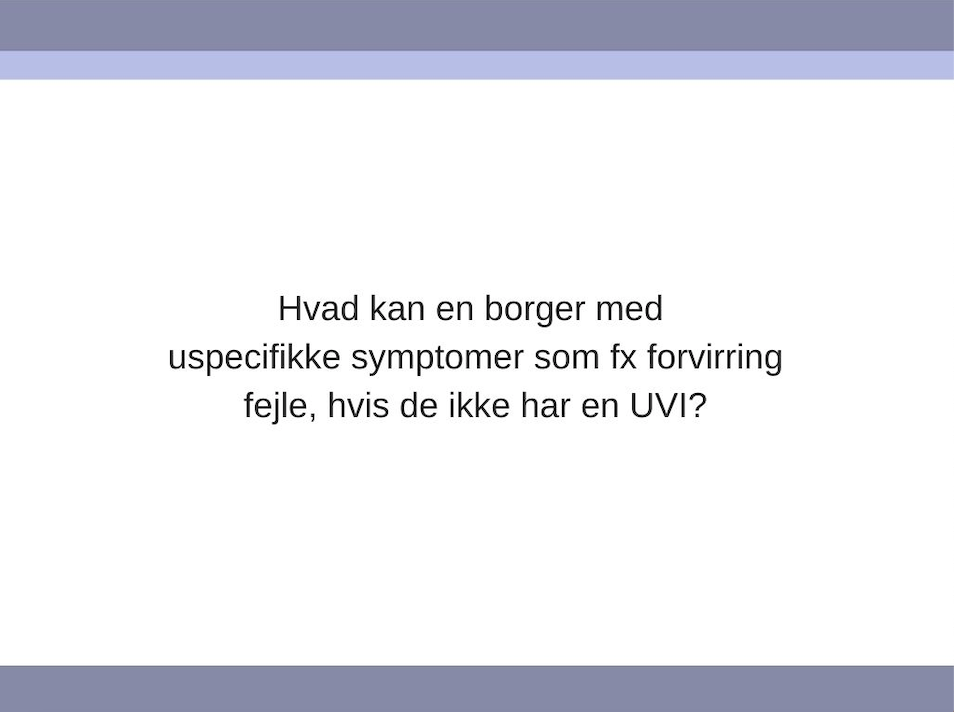 Hvad kan en borger med
uspecifikke symptomer som fx forvirring
fejle, hvis de ikke har en UVI?